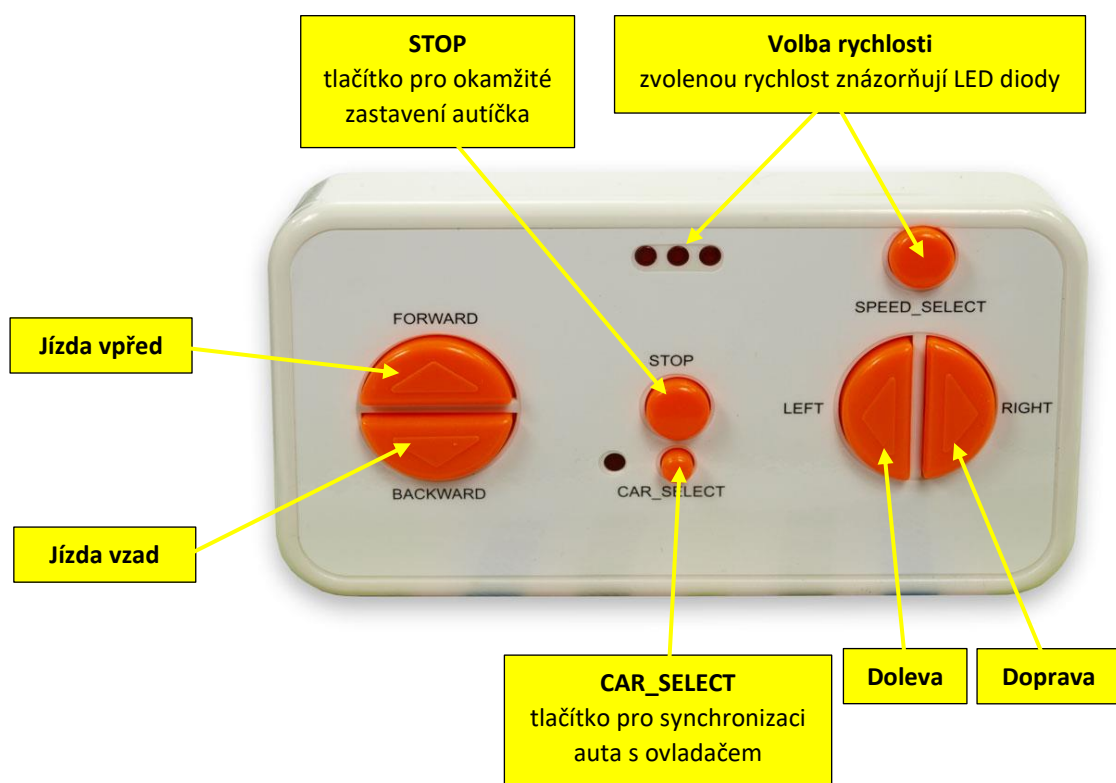 STOP
tlačítko pro okamžité
zastavení autíčka
Volba rychlosti
zvolenou rychlost znázorňují LED diody
SPEED_SELECT
FORWARD
Jízda vpřed
STOP
LEFT
RIGHT
BACKWARD
CAR_SELECT
Jízda vzad
CAR_SELECT
tlačítko pro synchronizaci
auta s ovladačem
Doleva
Doprava